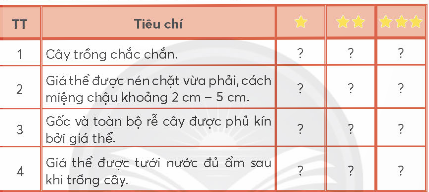 TT Tiêu chí
1 Cây trồng chắc chắn. ? ? ?
2 Giá thể được nén chặt vừa phải, cách
miệng chậu khoảng 2 cm – 5 cm. ? ? ?
3 Gốc và toàn bộ rễ cây được phủ kín
bởi giá thể. ? ? ?
4 Giá thể được tưới nước đủ ẩm sau
khi trồng cây. ? ? ?